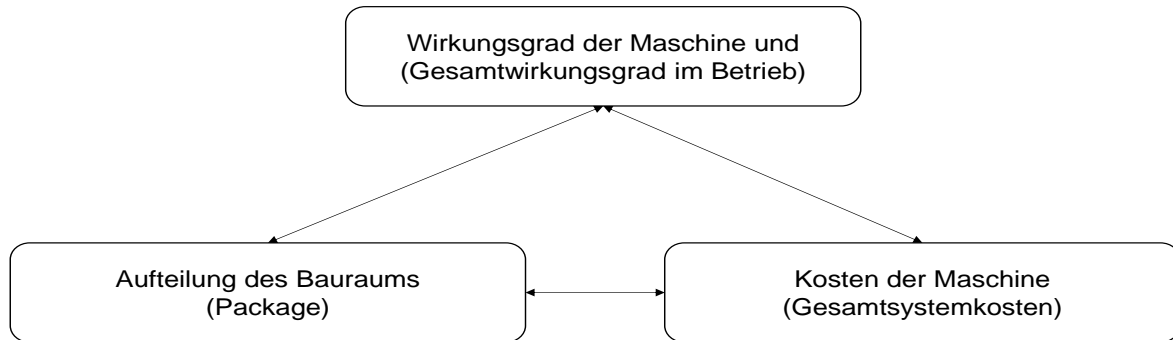 Wirkungsgrad der Maschine und
(Gesamtwirkungsgrad im Betrieb)
Aufteilung des Bauraums
(Package)
Kosten der Maschine
(Gesamtsystemkosten)